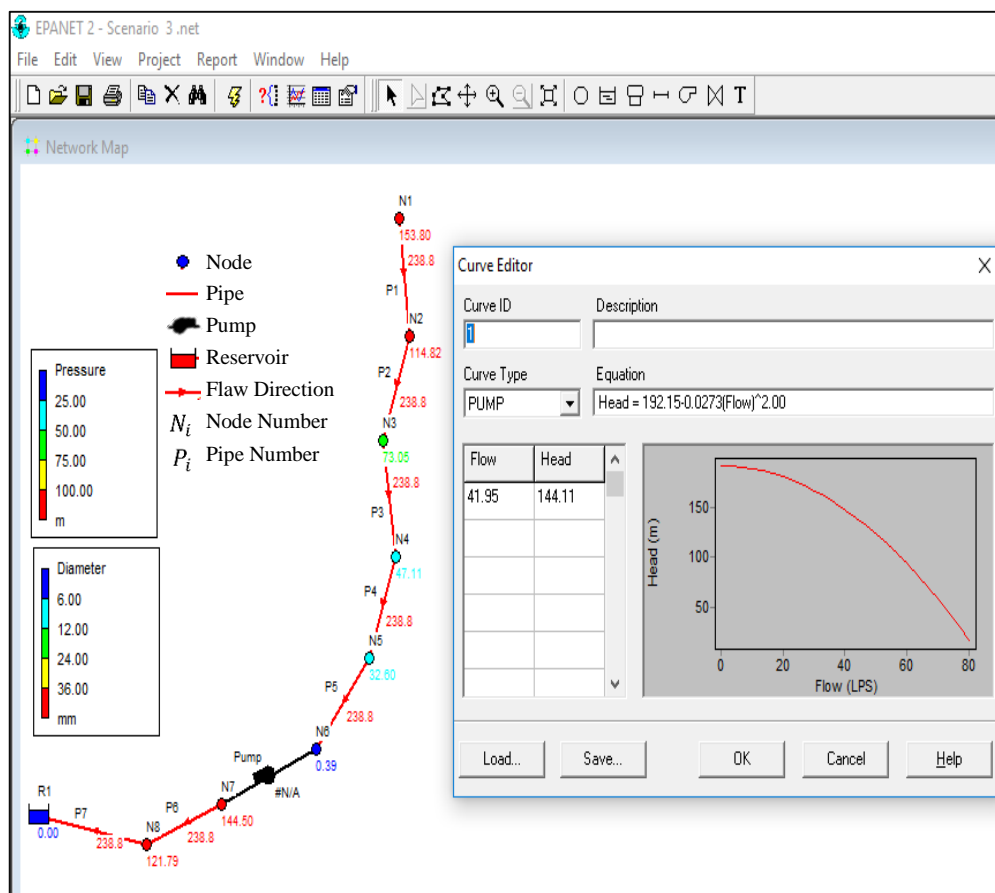 EPANET 2 - Scenario 3 .net
File Edit View Project Report Window Help
T
Network Map
N1
153.80
238.8
P1
N2
114.82
P2
238.8
N3
73.05
238.8
P3
N4
47.11
P4
238.8
N5
32.60
P5
238.8
N6
0.39
Pump
#N/A
N7
144.50
P6
238.8
N8
121.79
R1
P7
0.00
238.8
Node
Pipe
Pump
Reservoir
Flaw Direction
Ni Node Number
Pi Pipe Number
Pressure
25.00
50.00
75.00
100.00
m
Diameter
6.00
12.00
24.00
36.00
mm
Curve Editor
Curve ID Description
1
Curve Type Equation
PUMP Head = 192.15-0.0273(Flow)^2.00
Flow Head
41.95 144.11
Head (m)
150
100
50
0 20 40 60 80
Flow (LPS)
Load... Save... OK Cancel Help